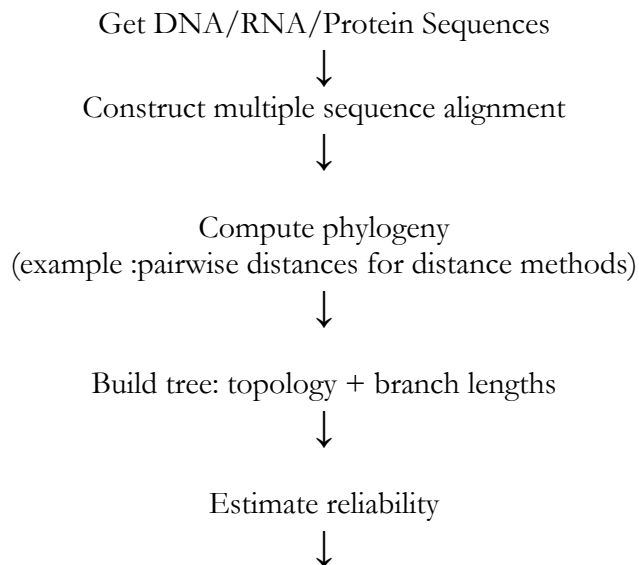 Get DNA/RNA/Protein Sequences
Construct multiple sequence alignment
Compute phylogeny
(example :pairwise distances for distance methods)
Build tree: topology + branch lengths
Estimate reliability